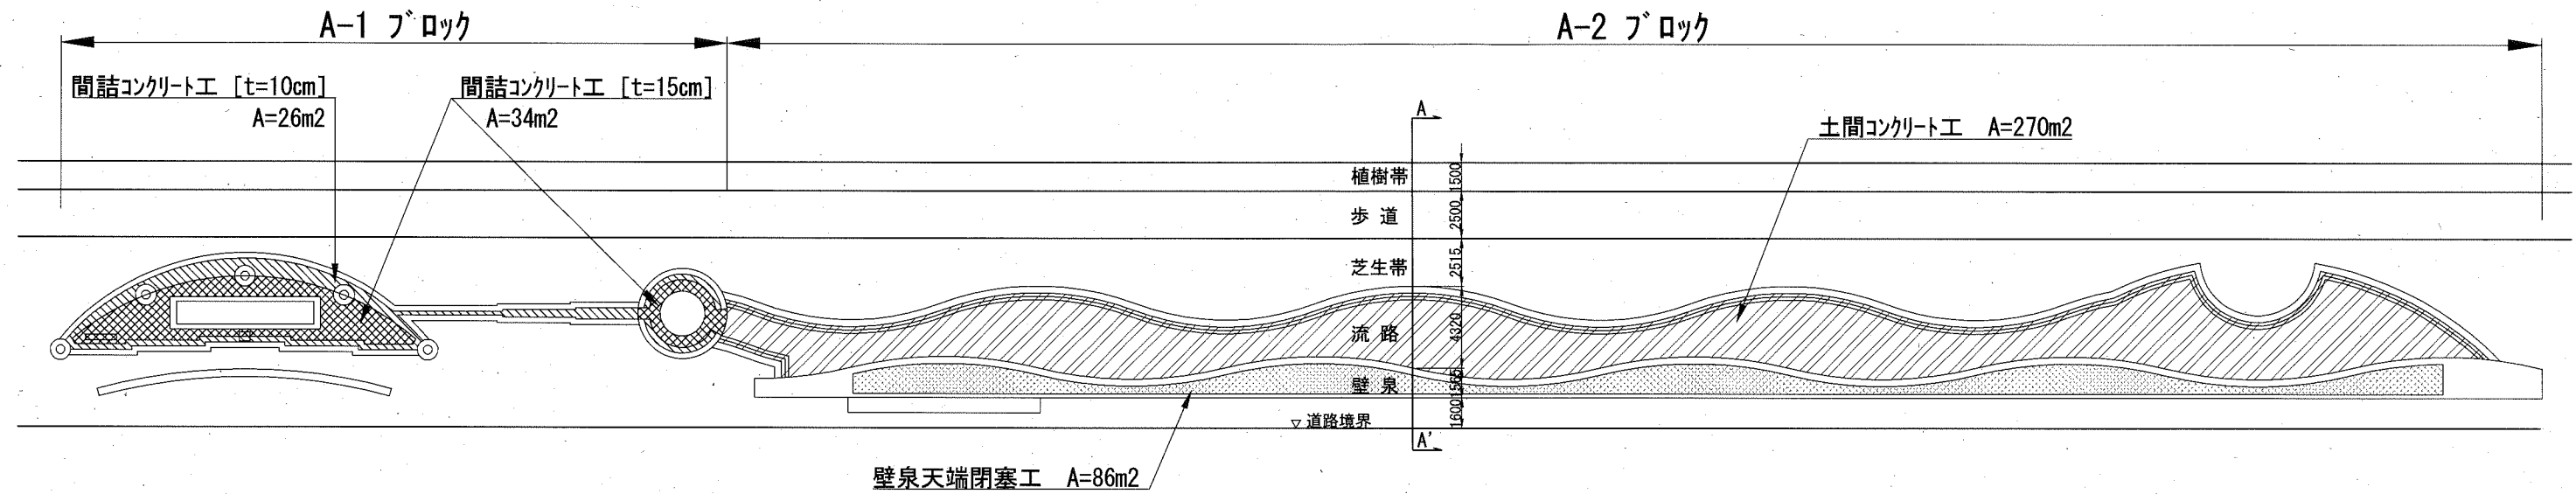 A-1 ブロック
A-2 ブロック
間詰コンクリート工 [t=10cm]
A=26m2
間詰コンクリート工 [t=15cm]
A=34m2
A
土間コンクリート工 A=270m2
植樹帯
1500
歩道
2500
芝生帯
2515
流路
4320
壁泉
1565
1600
▽道路境界
A'
壁泉天端閉塞工 A=86m2